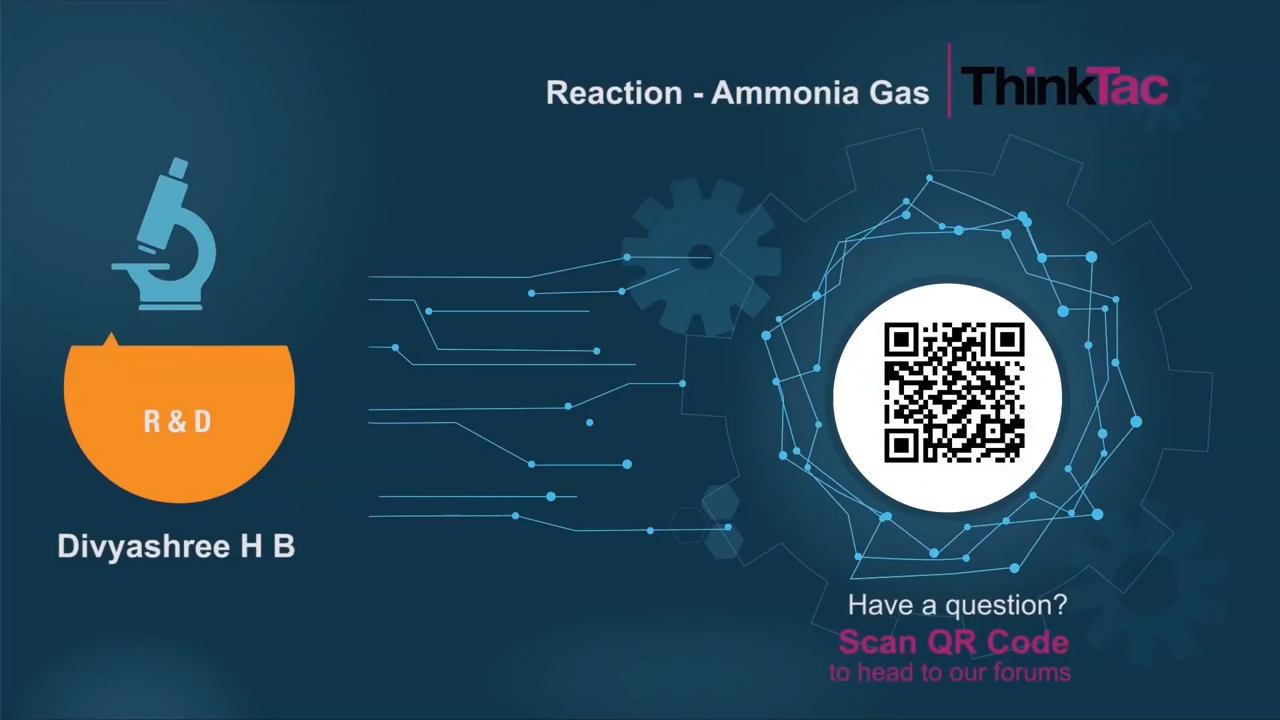 Reaction - Ammonia Gas
ThinkTac
R & D
Divyashree H B
Have a question?
Scan QR Code
to head to our forums